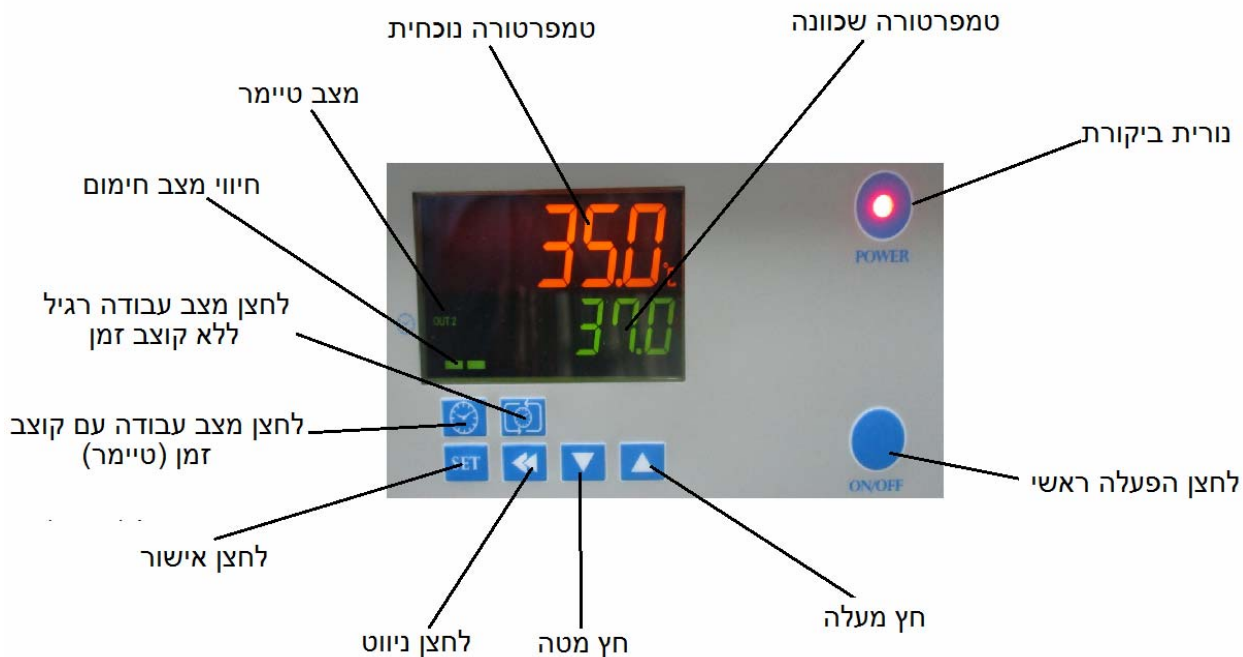 טמפרטורה שכוונה
טמפרטורה נוכחית
מצב טיימר
נורית ביקורת
חיווי מצב חימום
35.0
°C
POWER
לחצן מצב עבודה רגיל
ללא קוצב זמן
OUT 2
37.0
לחצן מצב עבודה עם קוצב
זמן (טיימר)
SET
ON/OFF
לחצן הפעלה ראשי
לחצן אישור
חץ מעלה
לחצן ניווט
חץ מטה